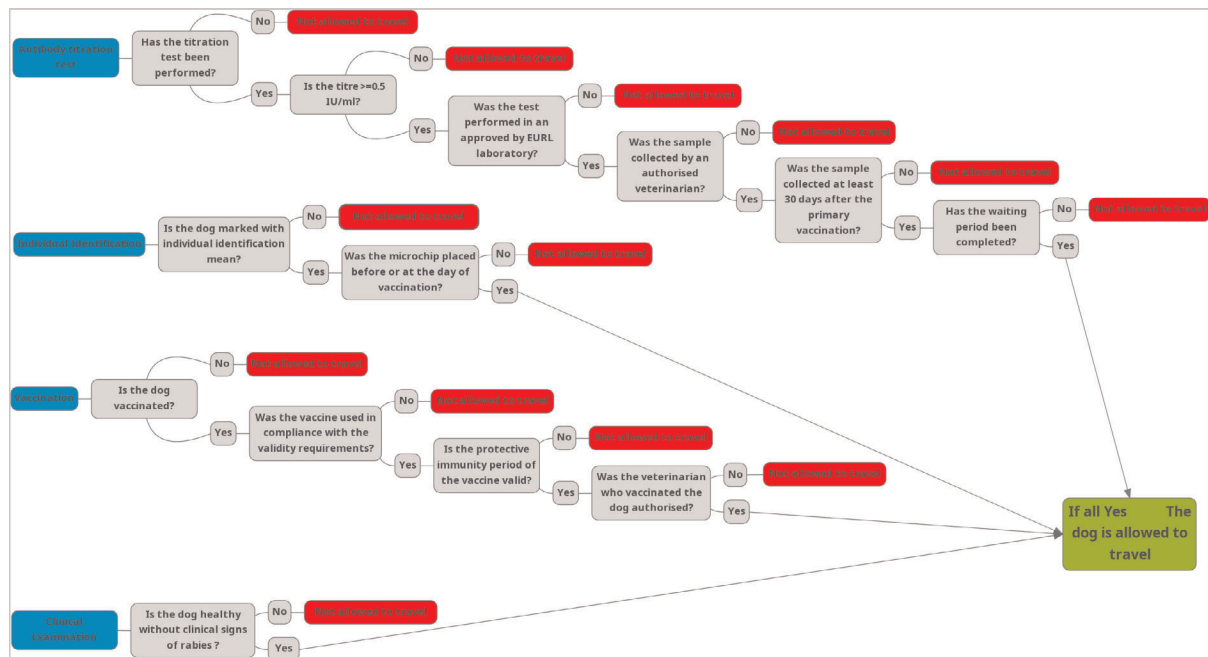 No
Not allowed to travel
Antibody titration
test
Has the titration
test been
performed?
Yes
Is the titre >=0.5
IU/ml?
No
Not allowed to travel
Yes
Was the test
performed in an
approved by EURL
laboratory?
No
Not allowed to travel
Yes
Was the sample
collected by an
authorised
veterinarian?
No
Not allowed to travel
Yes
Was the sample
collected at least
30 days after the
primary
vaccination?
No
Not allowed to travel
Yes
Has the waiting
period been
completed?
No
Not allowed to travel
Yes
Individual Identification
Is the dog marked with
individual identification
mean?
No
Not allowed to travel
Yes
Was the microchip placed
before or at the day of
vaccination?
No
Not allowed to travel
Yes
Vaccination
Is the dog
vaccinated?
No
Not allowed to travel
Yes
Was the vaccine used in
compliance with the
validity requirements?
No
Not allowed to travel
Yes
Is the protective
immunity period of
the vaccine valid?
No
Not allowed to travel
Yes
Was the veterinarian
who vaccinated the
dog authorised?
No
Not allowed to travel
Yes
If all Yes The
dog is allowed to
travel
Clinical
Examination
Is the dog healthy
without clinical signs
of rabies ?
No
Not allowed to travel
Yes